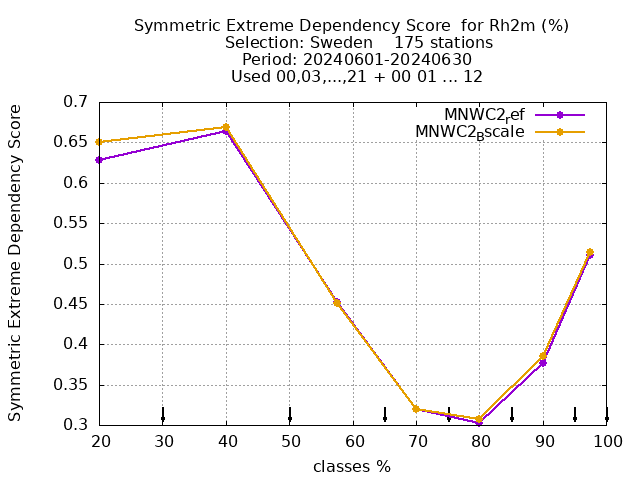 Symmetric Extreme Dependency Score for Rh2m (%)
Selection: Sweden 175 stations
Period: 20240601-20240630
Used 00,03,...,21 + 00 01 ... 12
Symmetric Extreme Dependency Score
0.7
0.65
0.6
0.55
0.5
0.45
0.4
0.35
0.3
MNWC2ref
MNWC2Bscale
20 30 40 50 60 70 80 90 100
classes %